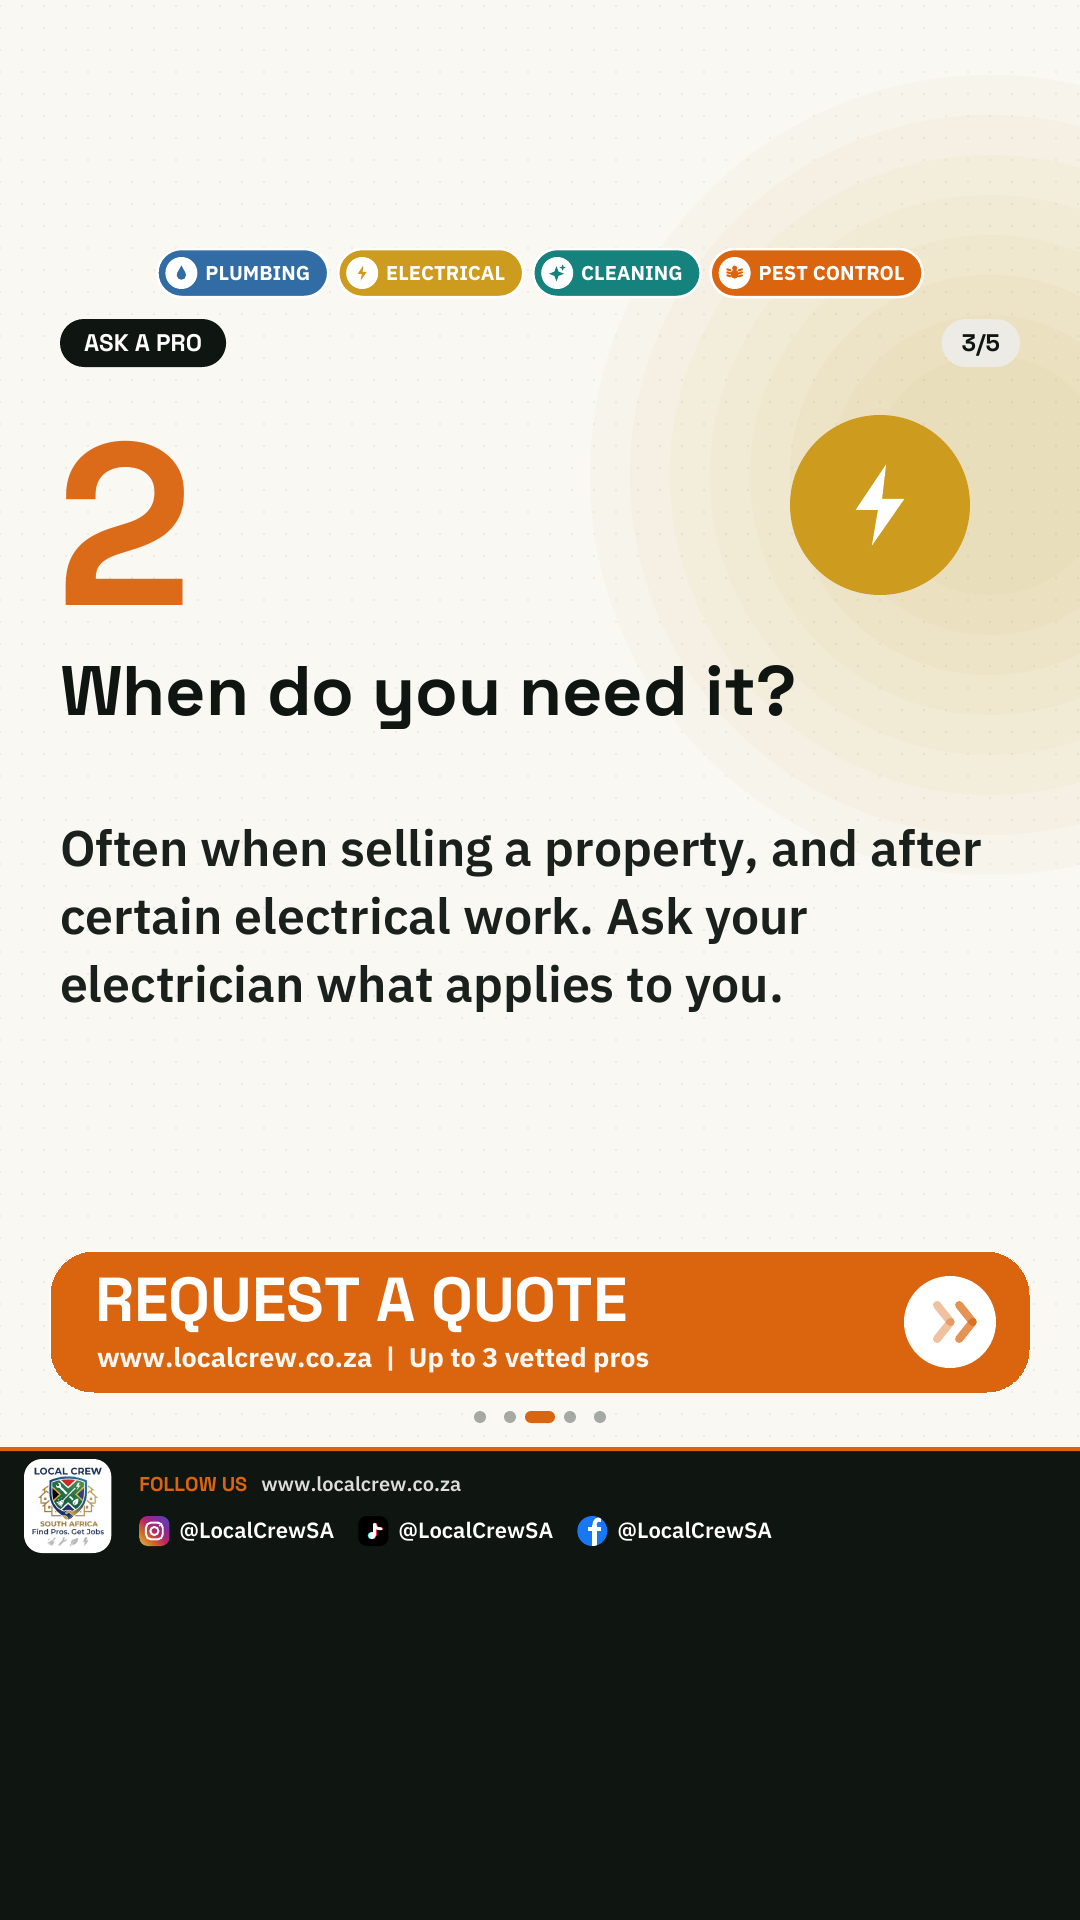 PLUMBING
ELECTRICAL
CLEANING
PEST CONTROL
ASK A PRO
3/5
2
When do you need it?
Often when selling a property, and after
certain electrical work. Ask your
electrician what applies to you.
REQUEST A QUOTE
www.localcrew.co.za | Up to 3 vetted pros
LOCAL CREW
SOUTH AFRICA
Find Pros. Get Jobs
FOLLOW US www.localcrew.co.za
@LocalCrewSA @LocalCrewSA @LocalCrewSA